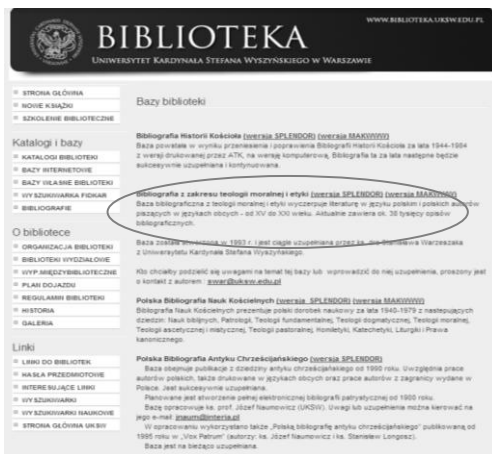 WWW.BIBLIOTEKA.UKSW.EDU.PL
BIBLIOTEKA
UNIWERSYTET KARDYNAŁA STEFANA WYSZYŃSKIEGO W WARSZAWIE
STRONA GŁÓWNA
NOWE KSIĄŻKI
SZKOLENIE BIBLIOTECZNE
Katalogi i bazy
KATALOGI BIBLIOTEKI
BAZY INTERNETOWE
BAZY WŁASNE BIBLIOTEKI
WYSZUKIWARKA FIDKAR
BIBLIOGRAFIE
O bibliotece
ORGANIZACJA BIBLIOTEKI
BIBLIOTEKI WYDZIAŁOWE
WYP.MIĘDZYBIBLIOTECZNE
PLAN DOJAZDU
REGULAMIN BIBLIOTEKI
HISTORIA
GALERIA
Linki
LINKI DO BIBLIOTEK
HASŁA PRZEDMIOTOWE
INTERESUJĄCE LINKI
WYSZUKIWARKI
WYSZUKIWARKI NAUKOWE
STRONA GŁÓWNA UKSW
Bazy biblioteki
Bibliografia Historii Kościoła (wersja SPLENDOR) (wersja MAKWWW)
Baza powstała w wyniku przeniesienia i poprawienia Bibliografii Historii Kościoła za lata 1944-1984
z wersji drukowanej przez ATK, na wersję komputerową. Bibliografia ta za lata następne będzie
sukcesywnie uzupełniana i kontynuowana.
Bibliografia z zakresu teologii moralnej i etyki (wersja SPLENDOR) (wersja MAKWWW)
Baza bibliograficzna z teologii moralnej i etyki wyczerpuje literaturę w języku polskim i polskich autorów
piszących w językach obcych - od XV do XXI wieku. Aktualnie zawiera ok. 38 tysięcy opisów
bibliograficznych.
Baza została stworzona w 1993 r. i jest ciągle uzupełniana przez ks. dra Stanisława Warzeszaka
z Uniwersytetu Kardynała Stefana Wyszyńskiego.
Kto chciałby podzielić się uwagami na temat tej bazy lub wprowadzić do niej uzupełnienia, proszony jest
o kontakt z autorem : swar@uksw.edu.pl
Polska Bibliografia Nauk Kościelnych (wersja SPLENDOR) (wersja MAKWWW)
Bibliografia Nauk Kościelnych prezentuje polski dorobek naukowy za lata 1940-1979 z następujących
dziedzin: Nauk biblijnych, Patrologii, Teologii fundamentalnej, Teologii dogmatycznej, Teologii moralnej,
Teologii ascetycznej i mistycznej, Teologii pastoralnej, Homiletyki, Katechetyki, Liturgiki i Prawa
kanonicznego.
Polska Bibliografia Antyku Chrześcijańskiego (wersja SPLENDOR)
Baza obejmuje publikacje z dziedziny antyku chrześcijańskiego od 1990 roku. Uwzględnia prace
autorów polskich, także drukowane w językach obcych oraz prace autorów z zagranicy wydane w
Polsce. Jest sukcesywnie uzupełniana.
Planowane jest stworzenie pełnej elektronicznej bibliografii patrystycznej od 1900 roku.
Bazę opracowuje ks. prof. Józef Naumowicz (UKSW). Uwagi lub uzupełnienia można kierować na
jego e-mail: jnaum@interia.pl
W opracowaniu wykorzystano także „Polską bibliografię antyku chrześcijańskiego" publikowaną od
1995 roku w „Vox Patrum" (autorzy: ks. Józef Naumowicz i ks. Stanisław Longosz).
Baza jest na bieżąco uzupełniana.